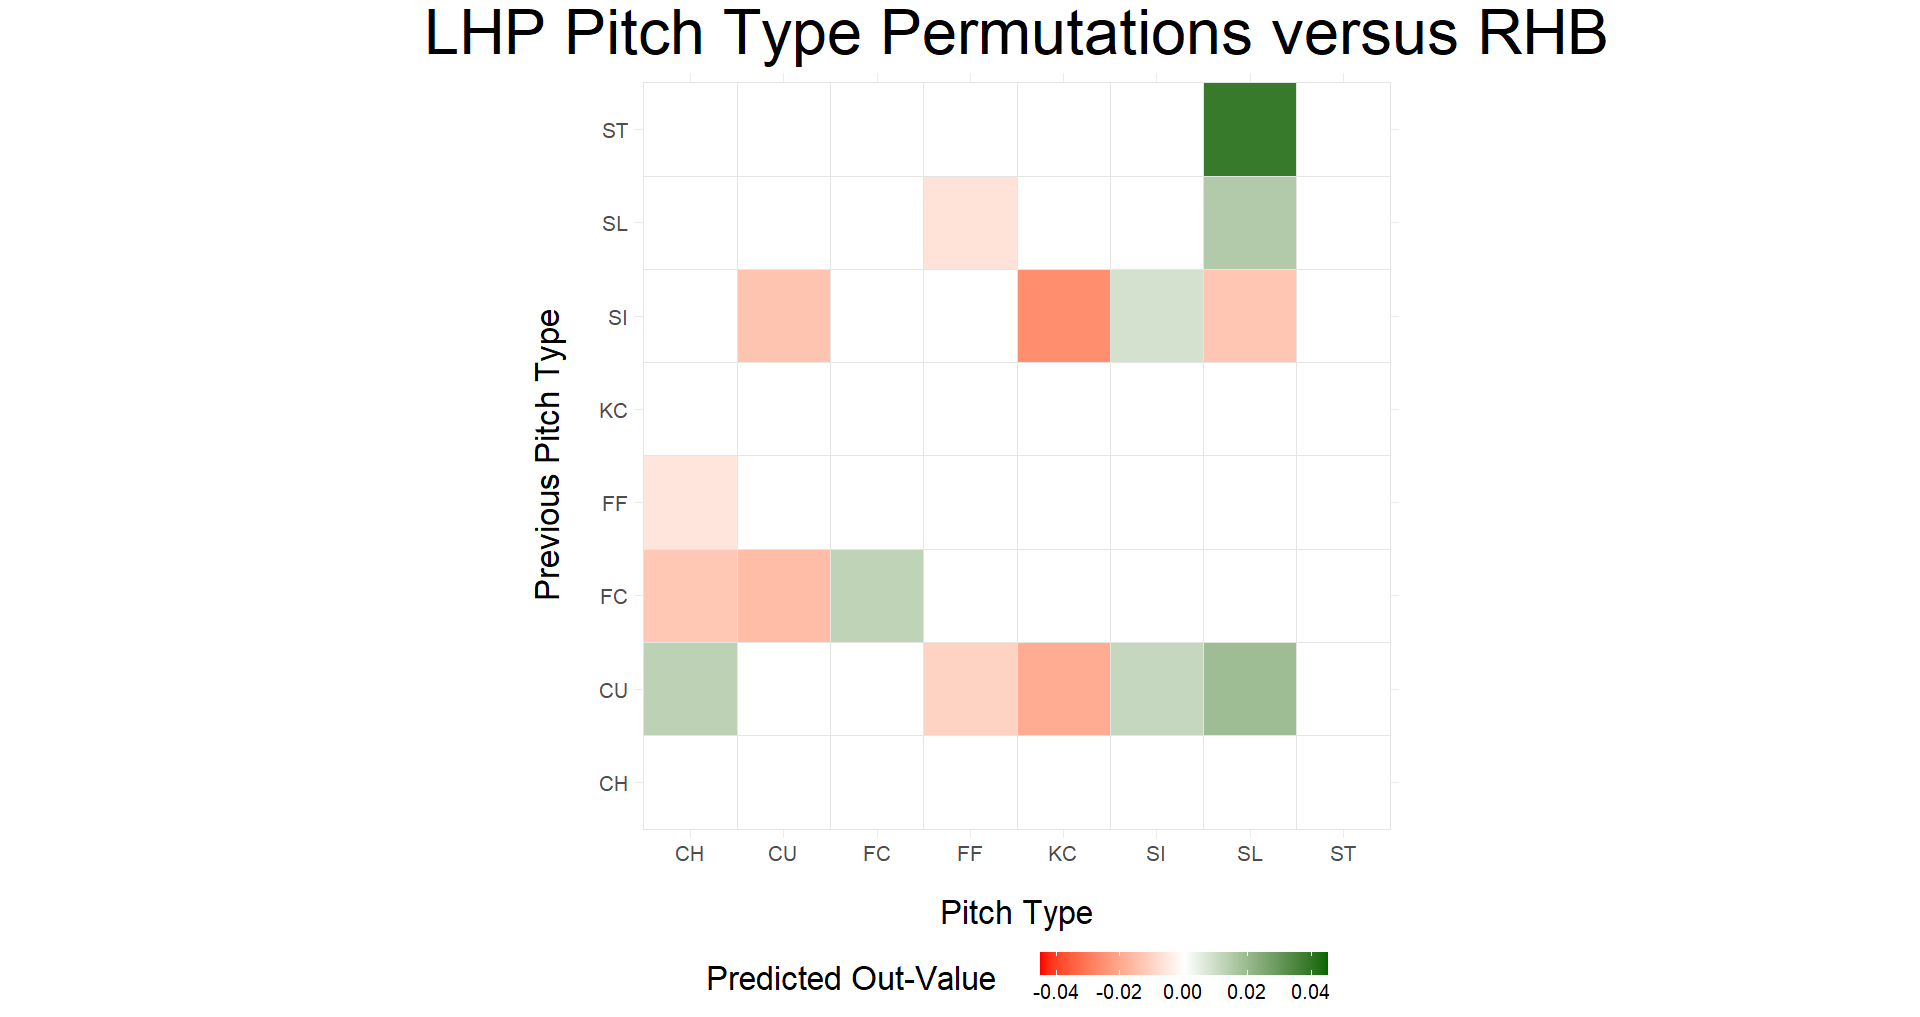 LHP Pitch Type Permutations versus RHB
Previous Pitch Type
ST
SL
SI
KC
FF
FC
CU
CH
CH CU FC FF KC SI SL ST
Pitch Type
Predicted Out-Value
-0.04 -0.02 0.00 0.02 0.04